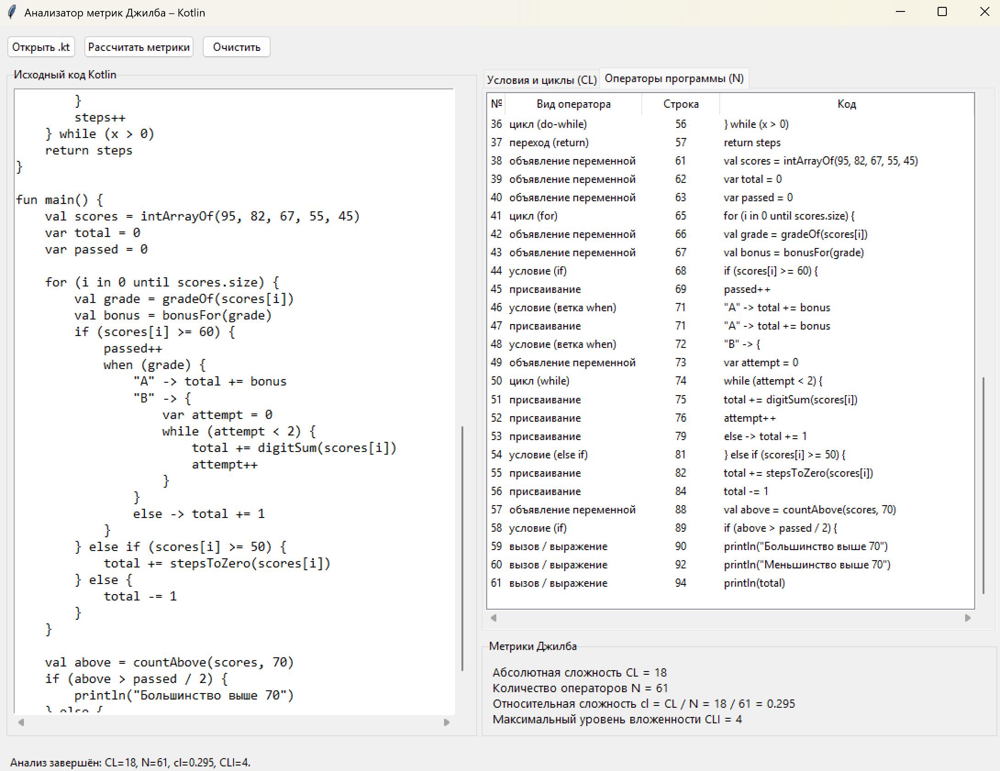 Анализатор метрик Джилба – Kotlin
Открыть .kt Рассчитать метрики Очистить
Исходный код Kotlin
        }
        steps++
    } while (x > 0)
    return steps
}
fun main() {
    val scores = intArrayOf(95, 82, 67, 55, 45)
    var total = 0
    var passed = 0
    for (i in 0 until scores.size) {
        val grade = gradeOf(scores[i])
        val bonus = bonusFor(grade)
        if (scores[i] >= 60) {
            passed++
            when (grade) {
                "A" -> total += bonus
                "B" -> {
                    var attempt = 0
                    while (attempt < 2) {
                        total += digitSum(scores[i])
                        attempt++
                    }
                }
                else -> total += 1
            }
        } else if (scores[i] >= 50) {
            total += stepsToZero(scores[i])
        } else {
            total -= 1
        }
    }
    val above = countAbove(scores, 70)
    if (above > passed / 2) {
        println("Большинство выше 70")
    } else {
Условия и циклы (CL) Операторы программы (N)
№ Вид оператора Строка Код
36 цикл (do-while) 56 } while (x > 0)
37 переход (return) 57 return steps
38 объявление переменной 61 val scores = intArrayOf(95, 82, 67, 55, 45)
39 объявление переменной 62 var total = 0
40 объявление переменной 63 var passed = 0
41 цикл (for) 65 for (i in 0 until scores.size) {
42 объявление переменной 66 val grade = gradeOf(scores[i])
43 объявление переменной 67 val bonus = bonusFor(grade)
44 условие (if) 68 if (scores[i] >= 60) {
45 присваивание 69 passed++
46 условие (ветка when) 71 "A" -> total += bonus
47 присваивание 71 "A" -> total += bonus
48 условие (ветка when) 72 "B" -> {
49 объявление переменной 73 var attempt = 0
50 цикл (while) 74 while (attempt < 2) {
51 присваивание 75 total += digitSum(scores[i])
52 присваивание 76 attempt++
53 присваивание 79 else -> total += 1
54 условие (else if) 81 } else if (scores[i] >= 50) {
55 присваивание 82 total += stepsToZero(scores[i])
56 присваивание 84 total -= 1
57 объявление переменной 88 val above = countAbove(scores, 70)
58 условие (if) 89 if (above > passed / 2) {
59 вызов / выражение 90 println("Большинство выше 70")
60 вызов / выражение 92 println("Меньшинство выше 70")
61 вызов / выражение 94 println(total)
Метрики Джилба
Абсолютная сложность CL = 18
Количество операторов N = 61
Относительная сложность cl = CL / N = 18 / 61 = 0.295
Максимальный уровень вложенности CLI = 4
Анализ завершён: CL=18, N=61, cl=0.295, CLI=4.